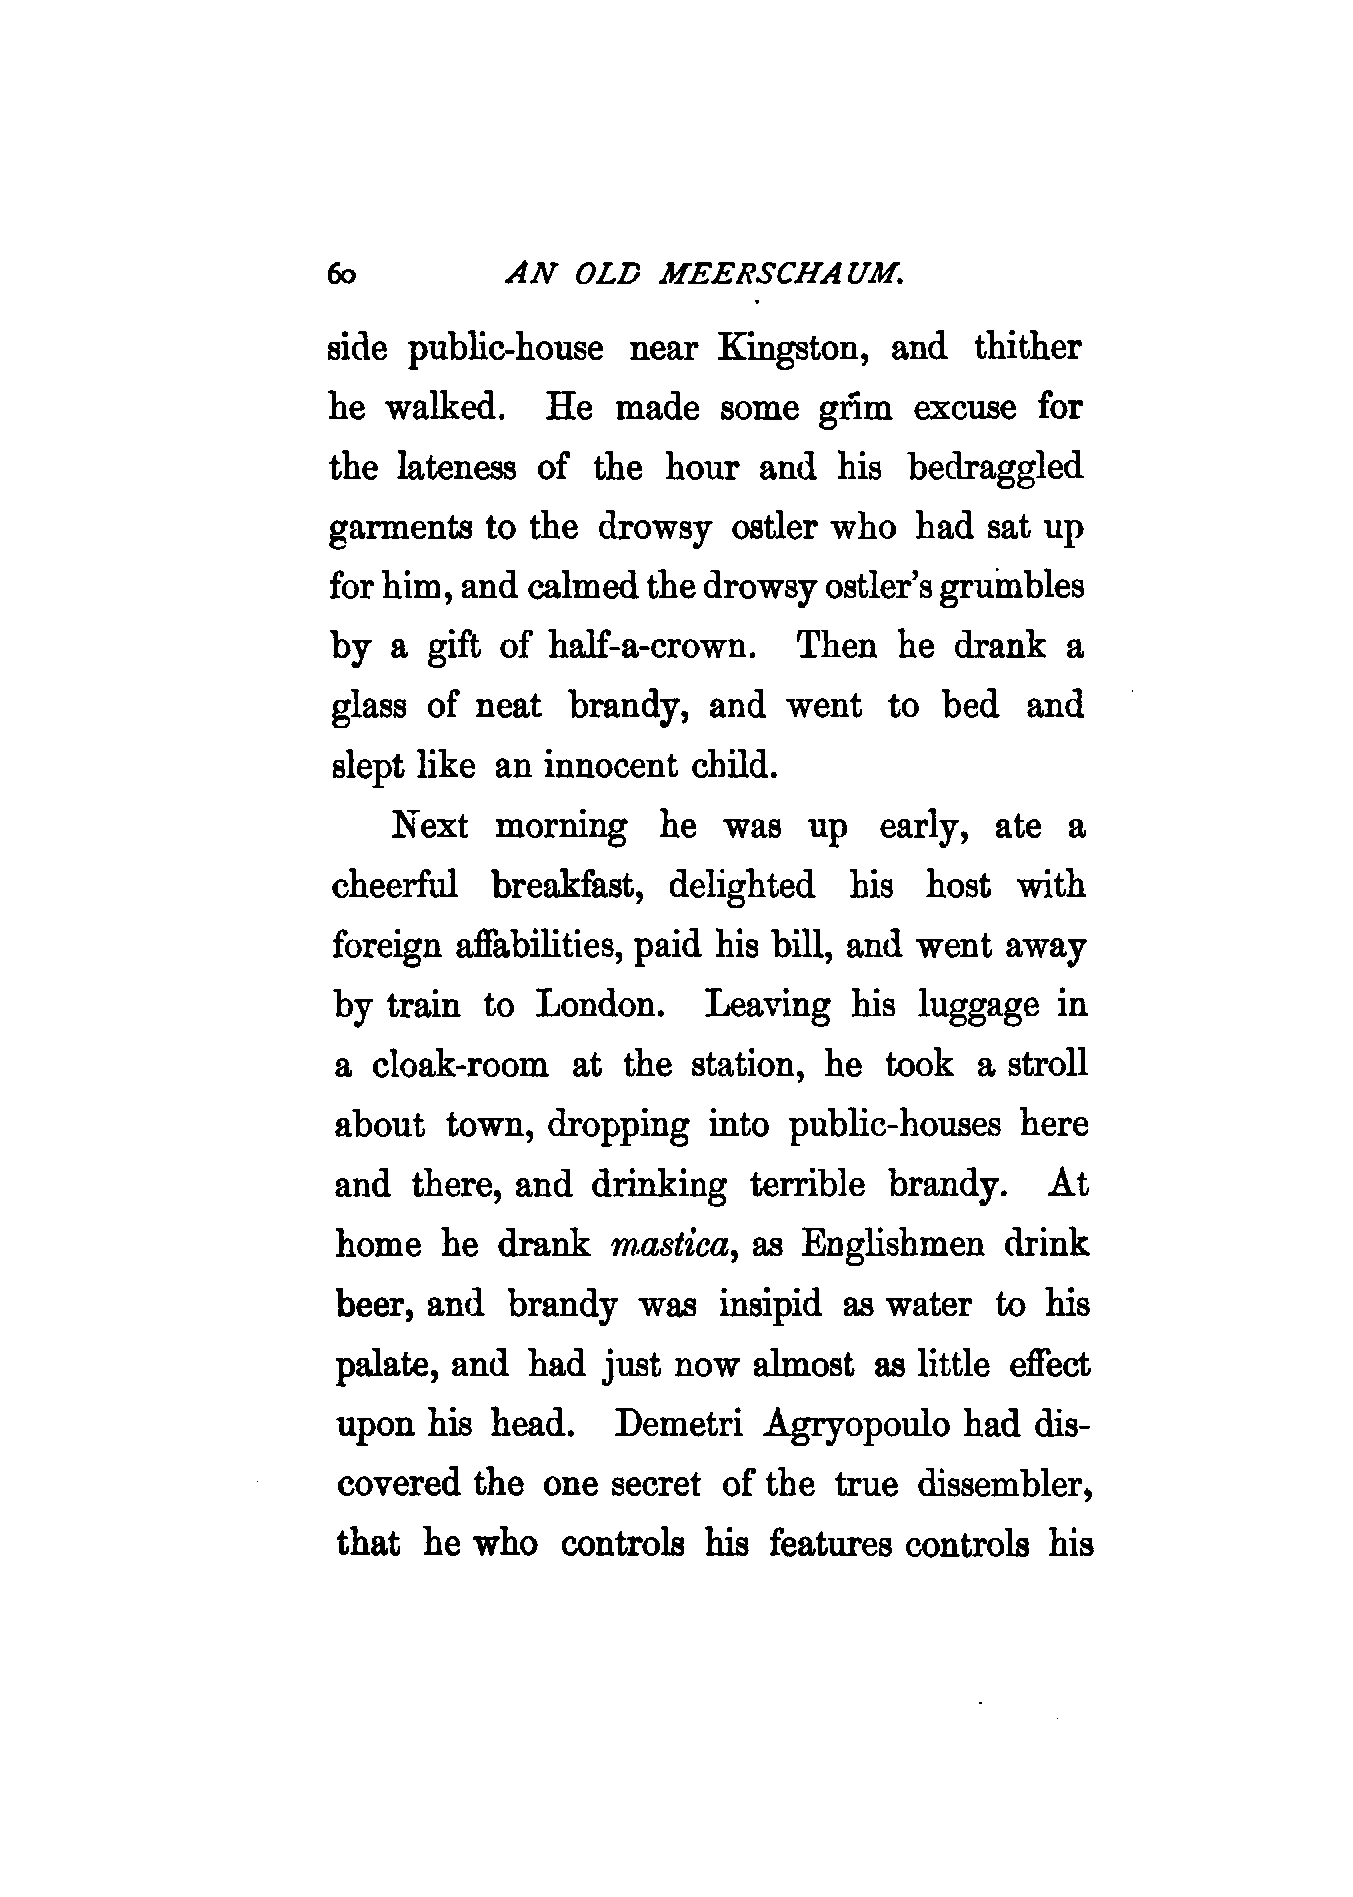 60 AN OLD MEERSCHAUM.
side public-house near Kingston, and thither
he walked. He made some grim excuse for
the lateness of the hour and his bedraggled
garments to the drowsy ostler who had sat up
for him, and calmed the drowsy ostler's grumbles
by a gift of half-a-crown. Then he drank a
glass of neat brandy, and went to bed and
slept like an innocent child.
Next morning he was up early, ate a
cheerful breakfast, delighted his host with
foreign affabilities, paid his bill, and went away
by train to London. Leaving his luggage in
a cloak-room at the station, he took a stroll
about town, dropping into public-houses here
and there, and drinking terrible brandy. At
home he drank mastica, as Englishmen drink
beer, and brandy was insipid as water to his
palate, and had just now almost as little effect
upon his head. Demetri Agryopoulo had dis-
covered the one secret of the true dissembler,
that he who controls his features controls his